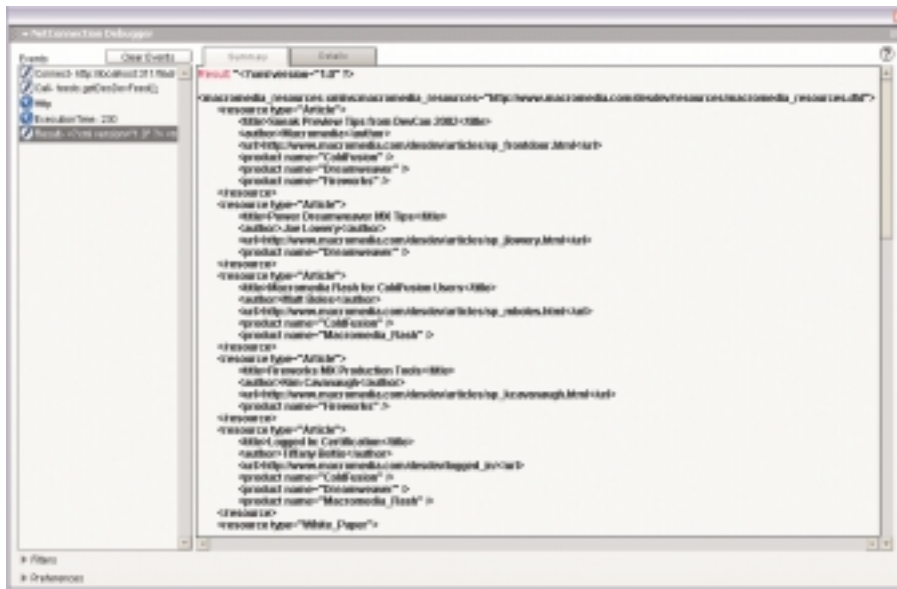 NetConnection Debugger
Events
Clear Events
Summary
Details
Connect - http://localhost
Call - feeds.getDesDevFeed();
Http
ExecutionTime: 230
Result - <?xml version="1.0" ?>
Result "<?xml version="1.0" ?>
<macromedia_resources xmlns:macromedia_resources="http://www.macromedia.com/desdev/resources/macromedia_resources.dtd">
<resource type="Article">
<title>Sneak Preview Tips from DevCon 2002</title>
<author>Macromedia</author>
<url>http://www.macromedia.com/desdev/articles/sp_frontdoor.html</url>
<product name="ColdFusion" />
<product name="Dreamweaver" />
<product name="Fireworks" />
</resource>
<resource type="Article">
<title>Power Dreamweaver MX Tips</title>
<author>Joe Lowery</author>
<url>http://www.macromedia.com/desdev/articles/sp_jlowery.html</url>
<product name="Dreamweaver" />
</resource>
<resource type="Article">
<title>Macromedia Flash for ColdFusion Users</title>
<author>Matt Boles</author>
<url>http://www.macromedia.com/desdev/articles/sp_mboles.html</url>
<product name="ColdFusion" />
<product name="Macromedia_Flash" />
</resource>
<resource type="Article">
<title>Fireworks MX Production Tools</title>
<author>Kim Cavanaugh</author>
<url>http://www.macromedia.com/desdev/articles/sp_kcavanaugh.html</url>
<product name="Fireworks" />
</resource>
<resource type="Article">
<title>Logged In: Certification</title>
<author>Tiffany Beltis</author>
<url>http://www.macromedia.com/desdev/logged_in/</url>
<product name="ColdFusion" />
<product name="Dreamweaver" />
<product name="Macromedia_Flash" />
</resource>
<resource type="White_Paper">
Filters
Preferences